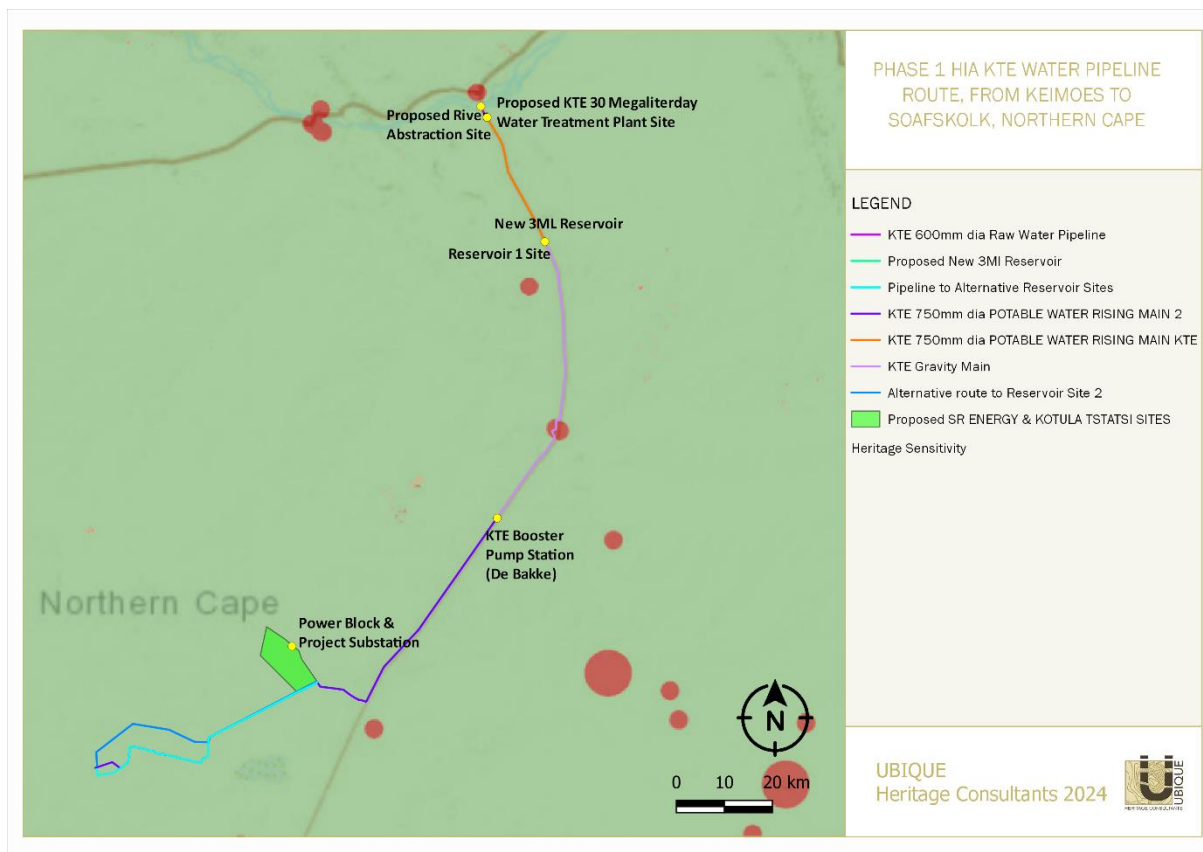 PHASE 1 HIA KTE WATER PIPELINE
ROUTE, FROM KEIMOES TO
SOAFSKOLK, NORTHERN CAPE
Proposed River
Abstraction Site
Proposed KTE 30 Megaliterday
Water Treatment Plant Site
New 3ML Reservoir
Reservoir 1 Site
KTE Booster
Pump Station
(De Bakke)
Northern Cape
Power Block &
Project Substation
N
0 10 20 km
LEGEND
KTE 600mm dia Raw Water Pipeline
Proposed New 3Ml Reservoir
Pipeline to Alternative Reservoir Sites
KTE 750mm dia POTABLE WATER RISING MAIN 2
KTE 750mm dia POTABLE WATER RISING MAIN KTE
KTE Gravity Main
Alternative route to Reservoir Site 2
Proposed SR ENERGY & KOTULA TSTATSI SITES
Heritage Sensitivity
UBIQUE
Heritage Consultants 2024
UBIQUE
HERITAGE CONSULTANTS